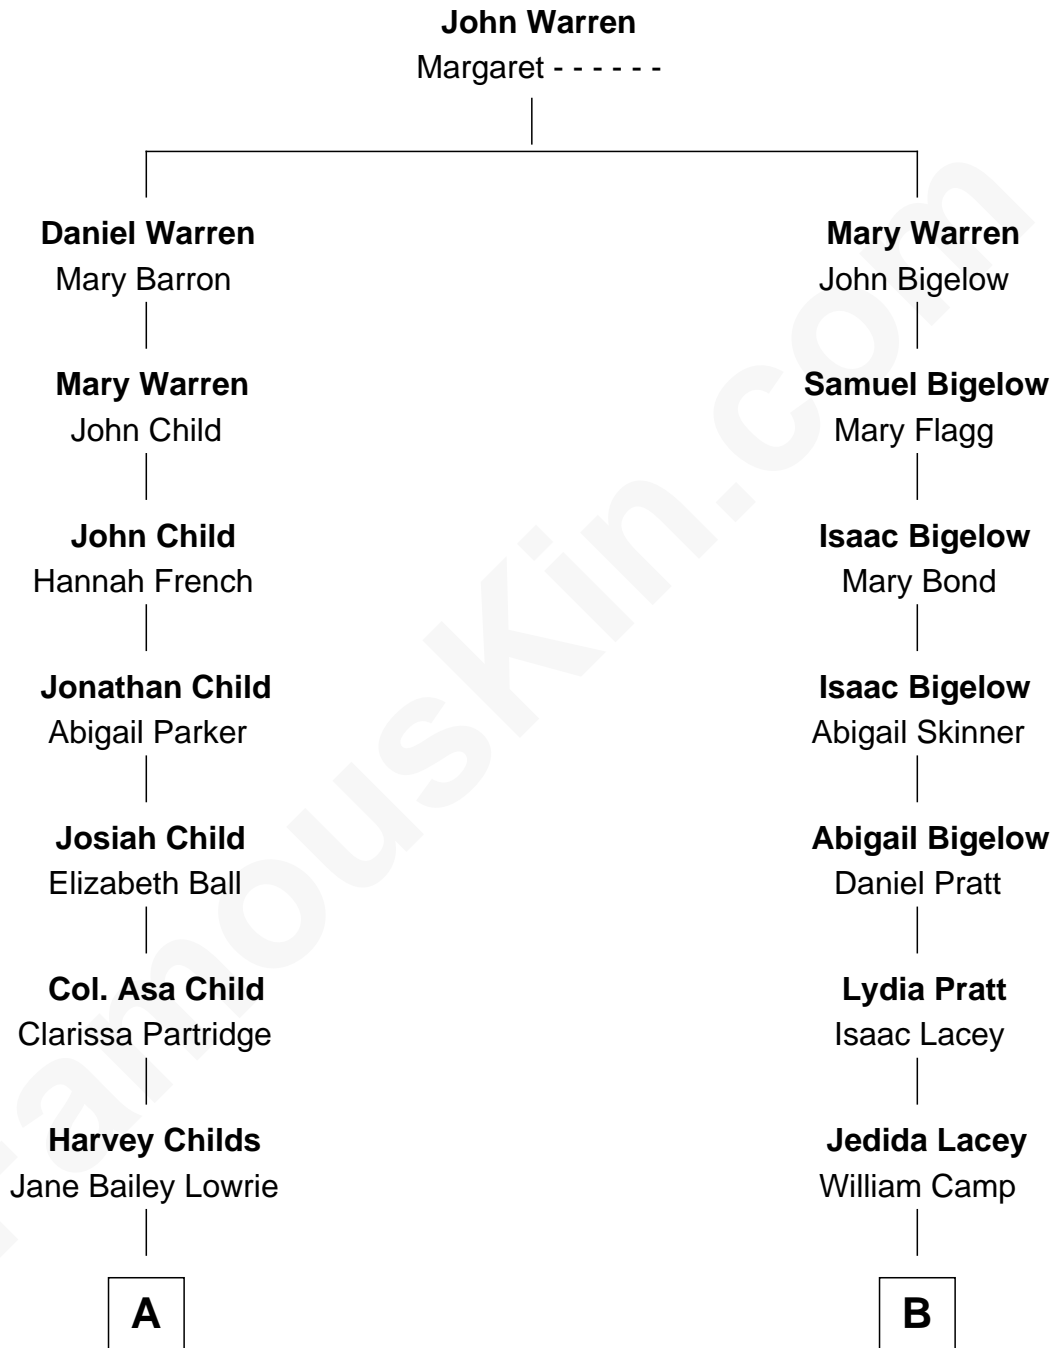 John Warren
Margaret - - - - - -
Daniel Warren
Mary Barron
Mary Warren
John Bigelow
Mary Warren
John Child
Samuel Bigelow
Mary Flagg
John Child
Hannah French
Isaac Bigelow
Mary Bond
Jonathan Child
Abigail Parker
Isaac Bigelow
Abigail Skinner
Josiah Child
Elizabeth Ball
Abigail Bigelow
Daniel Pratt
Col. Asa Child
Clarissa Partridge
Lydia Pratt
Isaac Lacey
Harvey Childs
Jane Bailey Lowrie
Jedida Lacey
William Camp
A
B
FamousKin.com